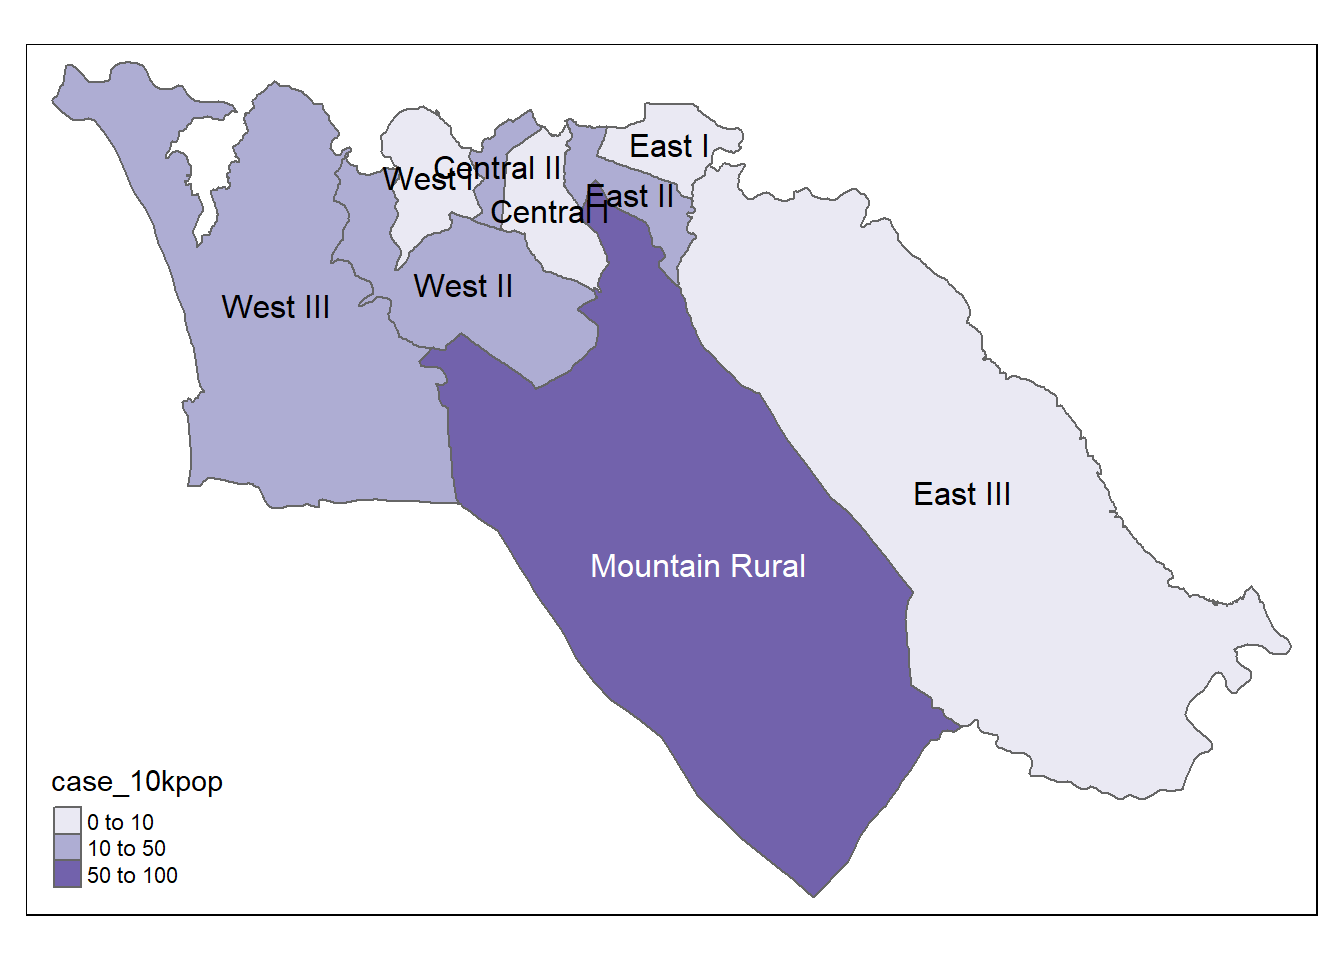 East I
Central II
West I
East II
Central I
West II
West III
East III
Mountain Rural
case_10kpop
0 to 10
10 to 50
50 to 100